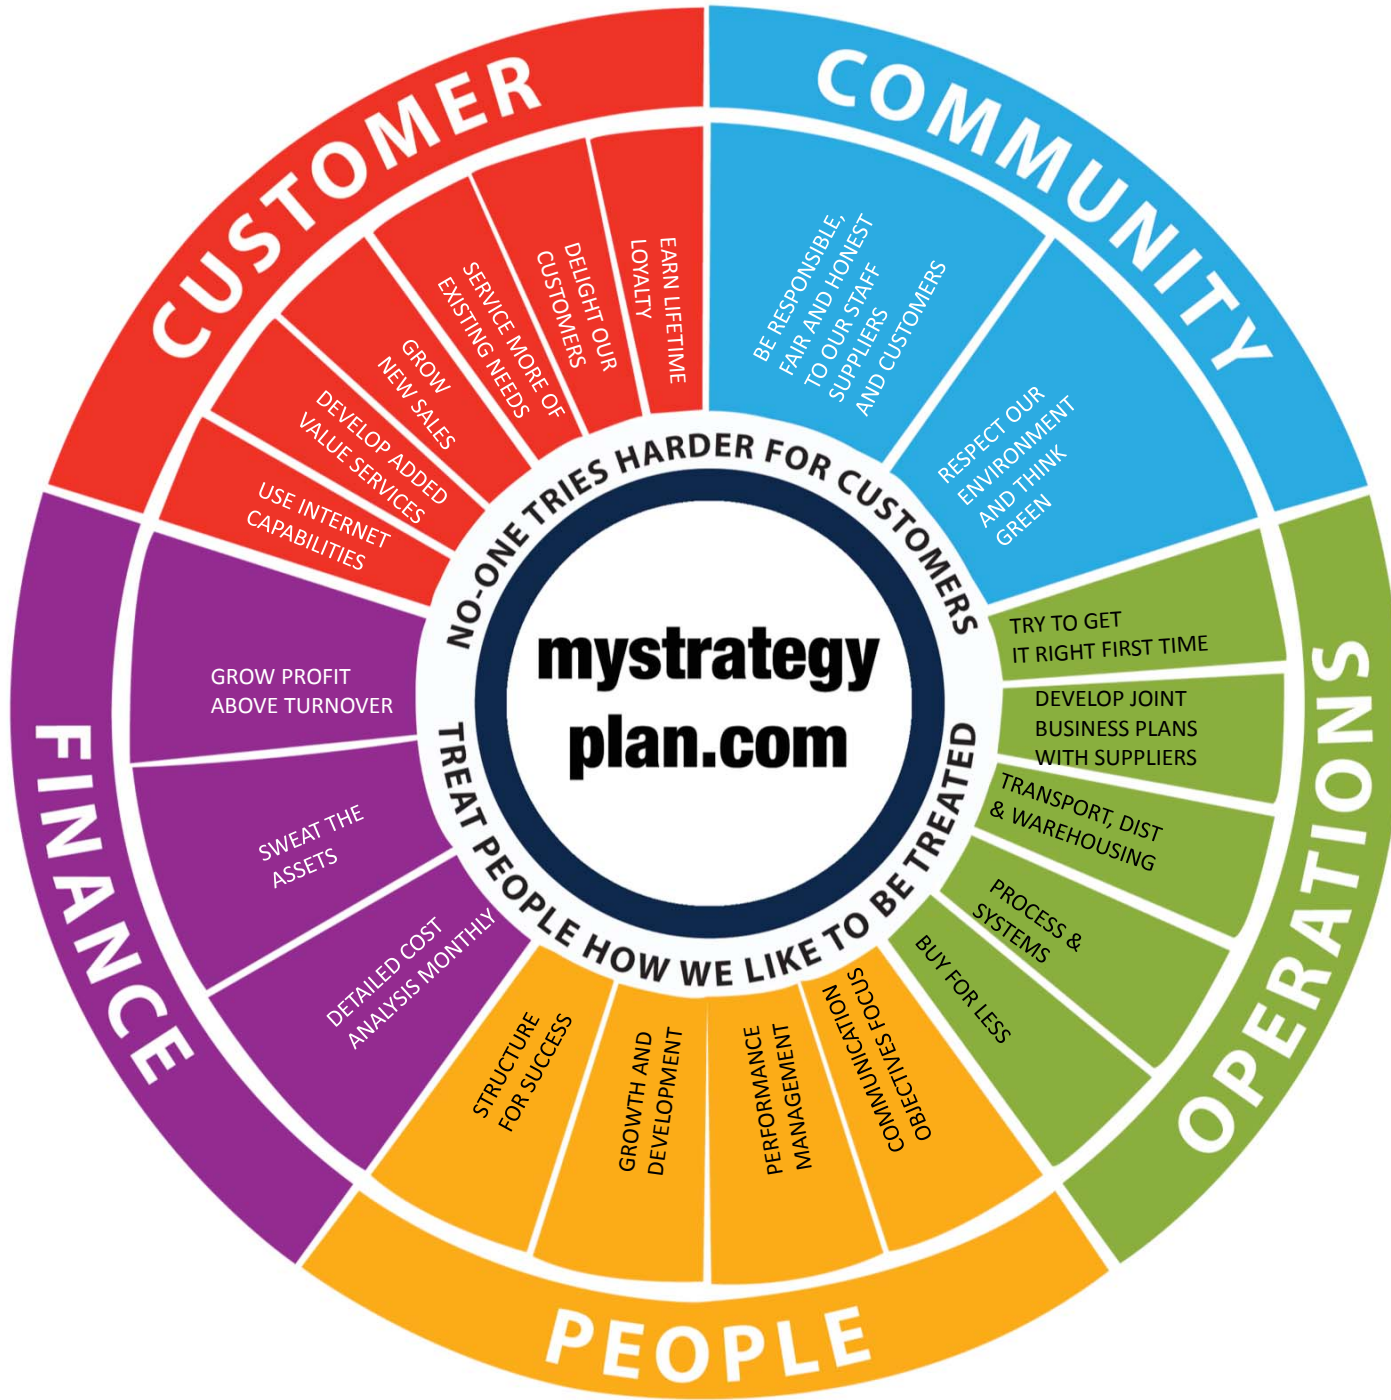 CUSTOMER
USE INTERNET
CAPABILITIES
DEVELOP ADDED
VALUE SERVICES
GROW
NEW SALES
SERVICE MORE OF
EXISTING NEEDS
DELIGHT OUR
CUSTOMERS
EARN LIFETIME
LOYALTY
COMMUNITY
BE RESPONSIBLE,
FAIR AND HONEST
TO OUR STAFF
SUPPLIERS
AND CUSTOMERS
RESPECT OUR
ENVIRONMENT
AND THINK
GREEN
OPERATIONS
TRY TO GET
IT RIGHT FIRST TIME
DEVELOP JOINT
BUSINESS PLANS
WITH SUPPLIERS
TRANSPORT, DIST
& WAREHOUSING
PROCESS &
SYSTEMS
BUY FOR LESS
PEOPLE
COMMUNICATION
OBJECTIVES FOCUS
PERFORMANCE
MANAGEMENT
GROWTH AND
DEVELOPMENT
STRUCTURE
FOR SUCCESS
FINANCE
DETAILED COST
ANALYSIS MONTHLY
SWEAT THE
ASSETS
GROW PROFIT
ABOVE TURNOVER
NO-ONE TRIES HARDER FOR CUSTOMERS
TREAT PEOPLE HOW WE LIKE TO BE TREATED
mystrategy
plan.com